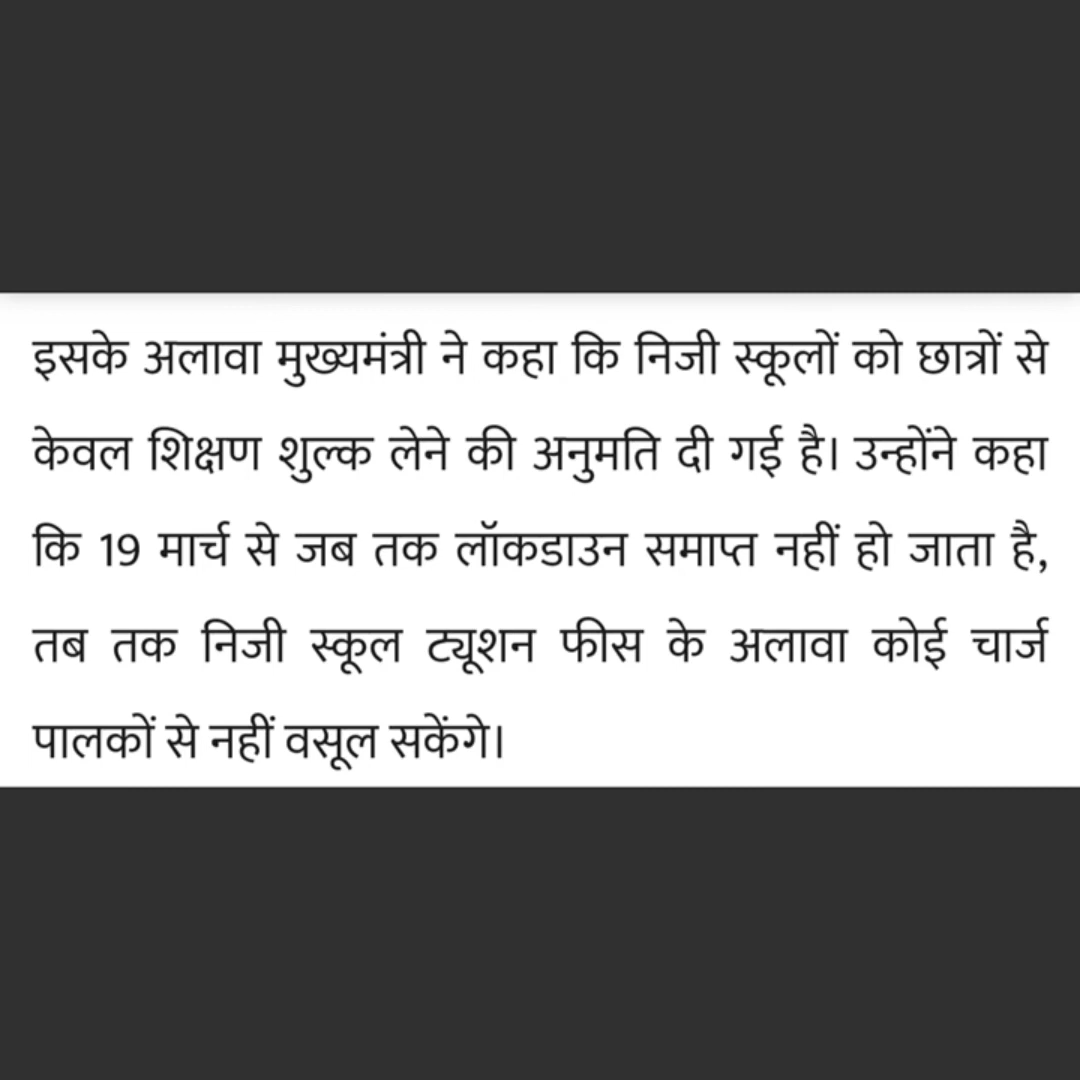 इसके अलावा मुख्यमंत्री ने कहा कि निजी स्कूलों को छात्रों से
केवल शिक्षण शुल्क लेने की अनुमति दी गई है। उन्होंने कहा
कि 19 मार्च से जब तक लॉकडाउन समाप्त नहीं हो जाता है,
तब तक निजी स्कूल ट्यूशन फीस के अलावा कोई चार्ज
पालकों से नहीं वसूल सकेंगे।